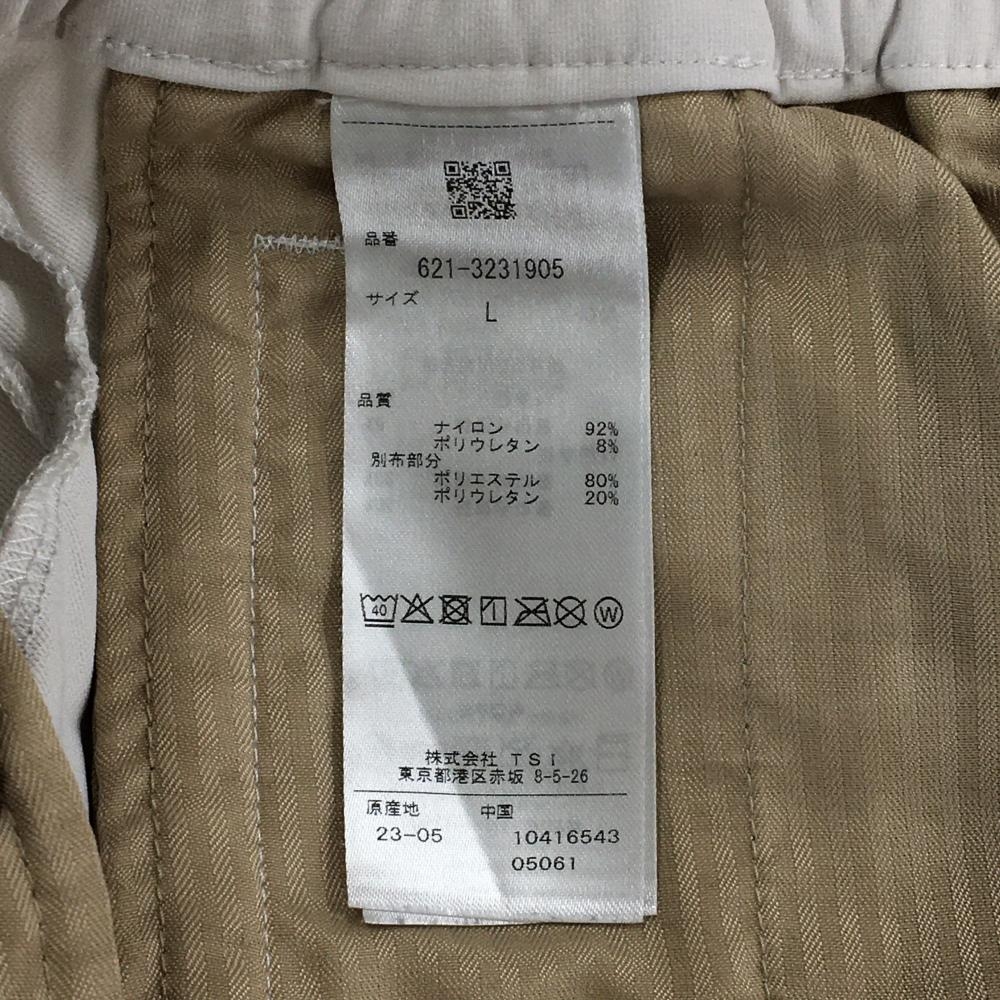 品番
621-3231905
サイズ
L
品質
ナイロン 92%
ポリウレタン 8%
別布部分
ポリエステル 80%
ポリウレタン 20%
40
W
株式会社 TSI
東京都港区赤坂 8-5-26
原産地 中国
23-05 10416543
05061